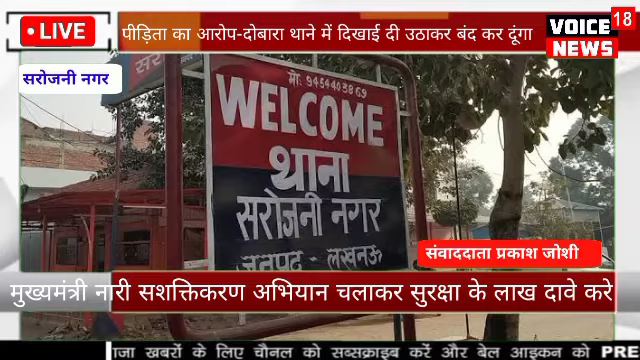 LIVE
पीड़िता का आरोप-दोबारा थाने में दिखाई दी उठाकर बंद कर दूंगा
VOICE 18
NEWS
सरोजनी नगर
मो: 9454403869
WELCOME
थाना
सरोजनी नगर
जनपद - लखनऊ
संवाददाता प्रकाश जोशी
मुख्यमंत्री नारी सशक्तिकरण अभियान चलाकर सुरक्षा के लाख दावे करे
खबरों के लिए चौनल को सब्सक्राइब करें और बेल आइकन को PRE